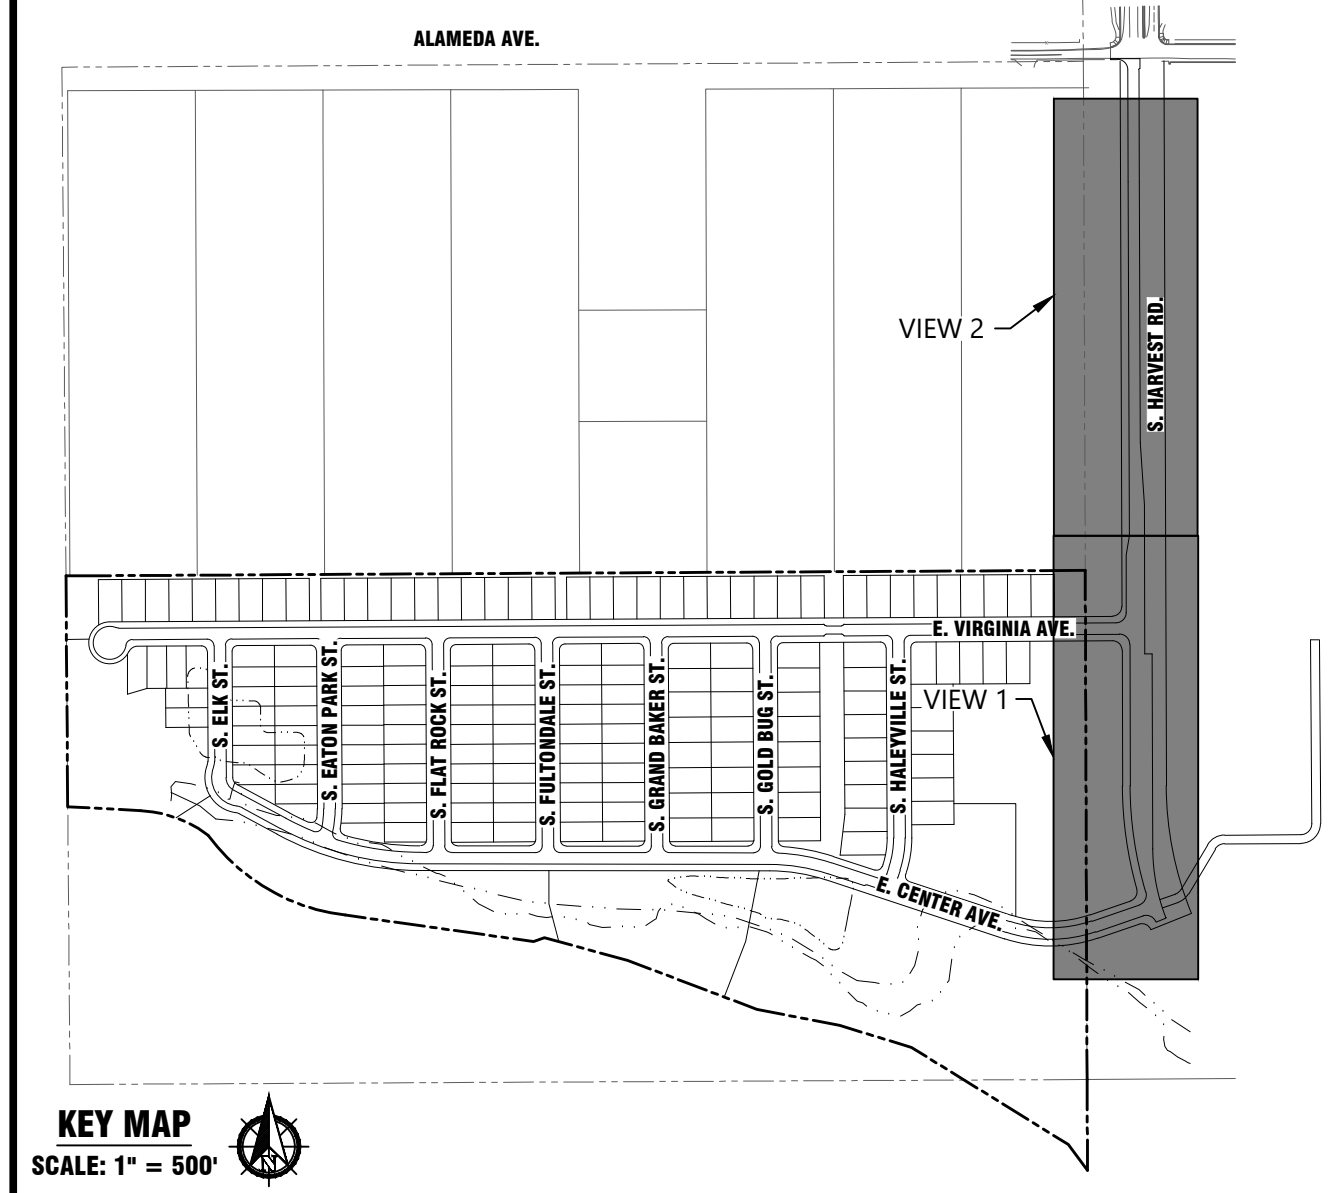 ALAMEDA AVE.
VIEW 2
S. HARVEST RD.
E. VIRGINIA AVE.
S. ELK ST.
S. EATON PARK ST.
S. FLAT ROCK ST.
S. FULTONDALE ST.
S. GRAND BAKER ST.
S. GOLD BUG ST.
S. HALEYVILLE ST.
VIEW 1
E. CENTER AVE.
KEY MAP
SCALE: 1" = 500'
N